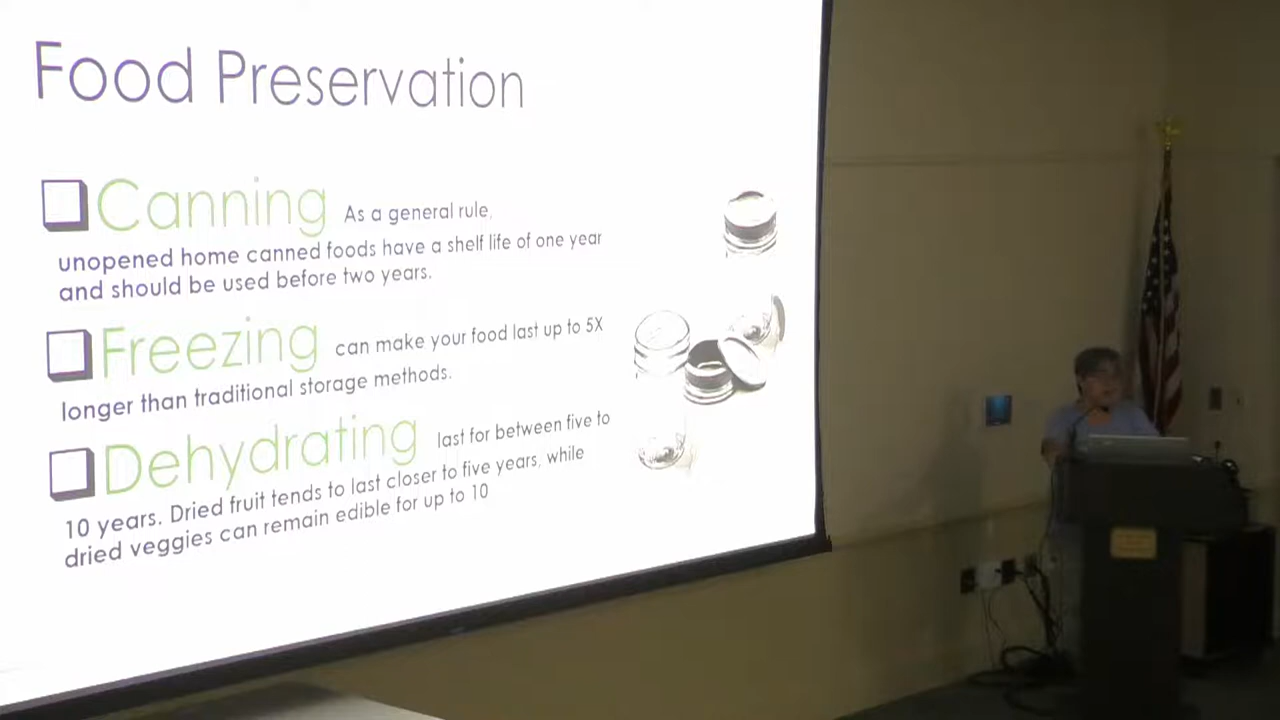 Food Preservation
Canning As a general rule,
unopened home canned foods have a shelf life of one year
and should be used before two years.
Freezing can make your food last up to 5X
longer than traditional storage methods.
Dehydrating last for between five to
10 years. Dried fruit tends to last closer to five years, while
dried veggies can remain edible for up to 10